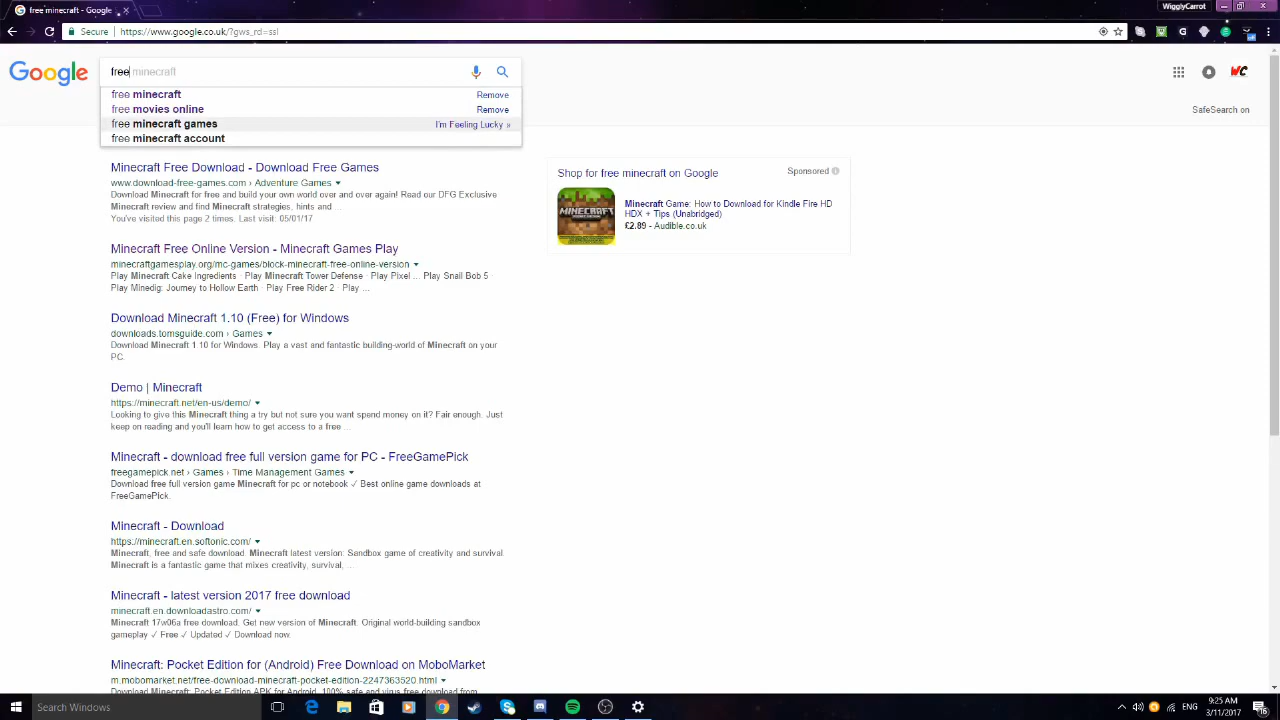 free minecraft - Google
WigglyCarrot
Secure
https://www.google.co.uk/?gws_rd=ssl
Google
free minecraft
free minecraft
Remove
free movies online
Remove
free minecraft games
I'm Feeling Lucky »
free minecraft account
SafeSearch on
Minecraft Free Download - Download Free Games
www.download-free-games.com › Adventure Games
Download Minecraft for free and build your own world over and over again! Read our DFG Exclusive
Minecraft review and find Minecraft strategies, hints and ...
You've visited this page 2 times. Last visit: 05/01/17
Shop for free minecraft on Google
Sponsored
Minecraft Game: How to Download for Kindle Fire HD
HDX + Tips (Unabridged)
£2.89 - Audible.co.uk
MINECRAFT
Minecraft Free Online Version - Minecraft Games Play
minecraftgamesplay.org/mc-games/block-minecraft-free-online-version
Play Minecraft Cake Ingredients · Play Minecraft Tower Defense · Play Pixel ... Play Snail Bob 5 ·
Play Minedig: Journey to Hollow Earth · Play Free Rider 2 · Play ...
Download Minecraft 1.10 (Free) for Windows
downloads.tomsguide.com › Games
Download Minecraft 1.10 for Windows. Play a vast and fantastic building-world of Minecraft on your
PC.
Demo | Minecraft
https://minecraft.net/en-us/demo/
Looking to give this Minecraft thing a try but not sure you want spend money on it? Fair enough. Just
keep on reading and you'll learn how to get access to a free ...
Minecraft - download free full version game for PC - FreeGamePick
freegamepick.net › Games › Time Management Games
Download free full version game Minecraft for pc or notebook ✓ Best online game downloads at
FreeGamePick.
Minecraft - Download
https://minecraft.en.softonic.com/
Minecraft, free and safe download. Minecraft latest version: Sandbox game of creativity and survival.
Minecraft is a fantastic game that mixes creativity, survival, ...
Minecraft - latest version 2017 free download
minecraft.en.downloadastro.com/
Minecraft 17w06a free download. Get new version of Minecraft. Original world-building sandbox
gameplay ✓ Free ✓ Updated ✓ Download now.
Minecraft: Pocket Edition for (Android) Free Download on MoboMarket
m.mobomarket.net/free-download-minecraft-pocket-edition-2247363520.html
Download Minecraft: Pocket Edition APK for Android. 100% safe and virus free download from
Search Windows
ENG
9:25 AM
3/11/2017